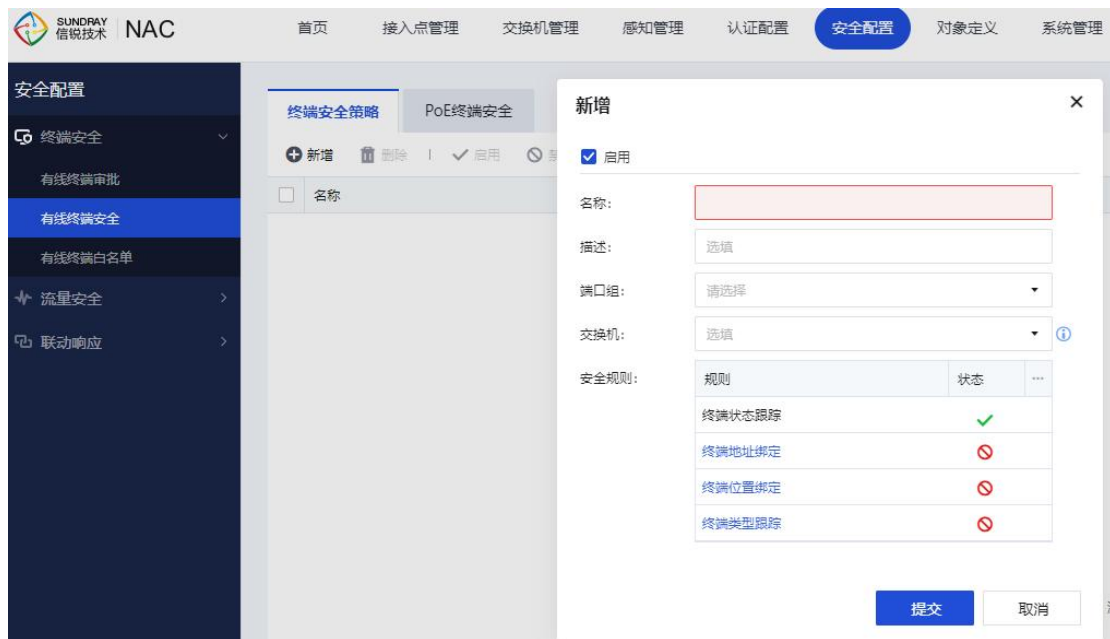 SUNDRAY
信锐技术
NAC
首页
接入点管理
交换机管理
感知管理
认证配置
安全配置
对象定义
系统管理
安全配置
终端安全
有线终端审批
有线终端安全
有线终端白名单
流量安全
联动响应
终端安全策略
PoE终端安全
新增
删除
启用
名称
新增
启用
名称:
描述:
选填
端口组:
请选择
交换机:
选填
安全规则:
规则
状态
终端状态跟踪
终端地址绑定
终端位置绑定
终端类型跟踪
提交
取消